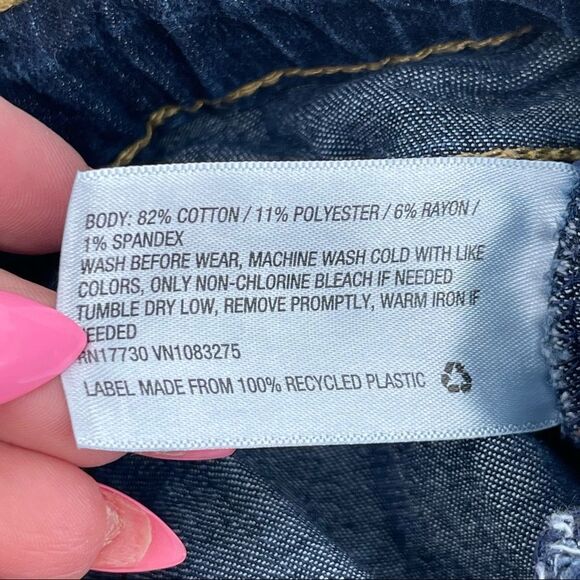 BODY: 82% COTTON / 11% POLYESTER / 6% RAYON /
1% SPANDEX
WASH BEFORE WEAR, MACHINE WASH COLD WITH LIKE
COLORS, ONLY NON-CHLORINE BLEACH IF NEEDED
TUMBLE DRY LOW, REMOVE PROMPTLY, WARM IRON IF
NEEDED
RN17730 VN1083275
LABEL MADE FROM 100% RECYCLED PLASTIC